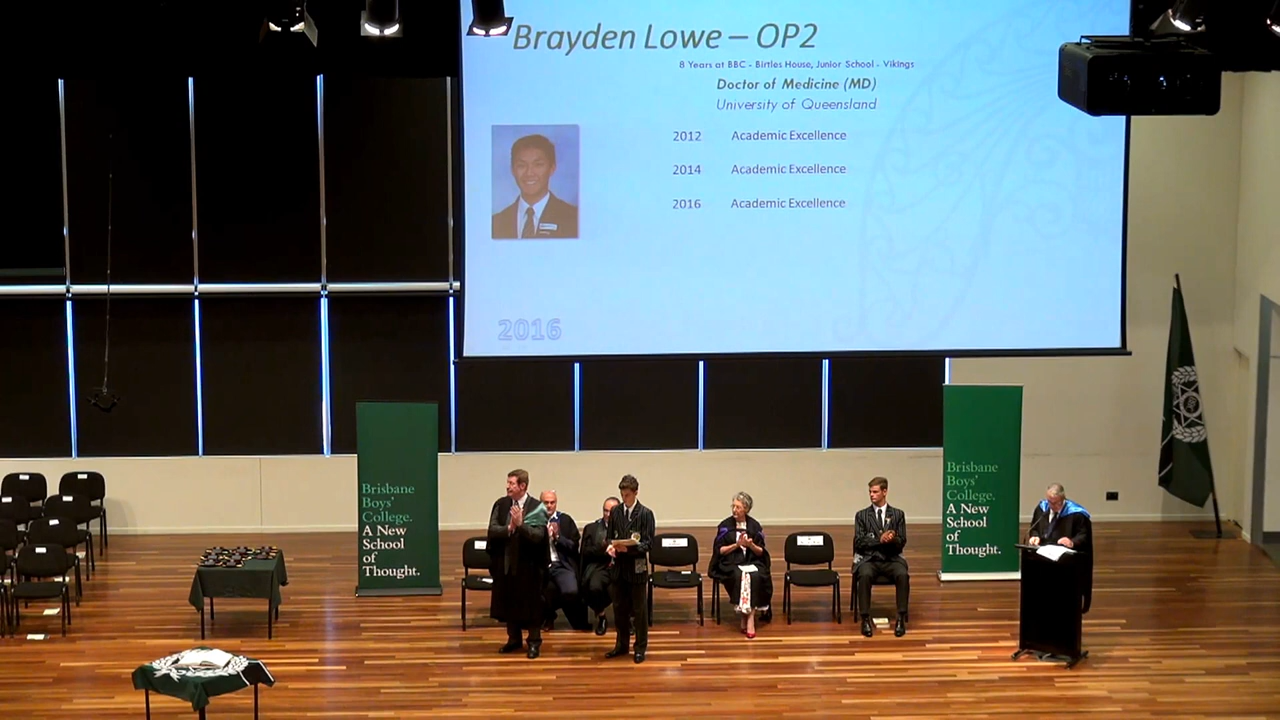 Brayden Lowe – OP2
8 Years at BBC - Birtles House, Junior School - Vikings
Doctor of Medicine (MD)
University of Queensland
2012 Academic Excellence
2014 Academic Excellence
2016 Academic Excellence
2016
Brisbane
Boys'
College.
A New
School
of
Thought.
Brisbane
Boys'
College.
A New
School
of
Thought.